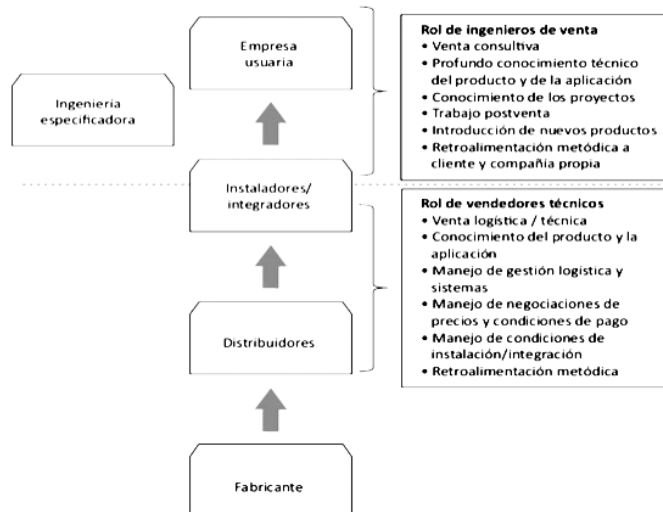 Empresa
usuaria
Ingeniería
especificadora
Instaladores/
integradores
Distribuidores
Fabricante
Rol de ingenieros de venta
• Venta consultiva
• Profundo conocimiento técnico
del producto y de la aplicación
• Conocimiento de los proyectos
• Trabajo postventa
• Introducción de nuevos productos
• Retroalimentación metódica a
cliente y compañía propia
Rol de vendedores técnicos
• Venta logística / técnica
• Conocimiento del producto y la
aplicación
• Manejo de gestión logística y
sistemas
• Manejo de negociaciones de
precios y condiciones de pago
• Manejo de condiciones de
instalación/integración
• Retroalimentación metódica